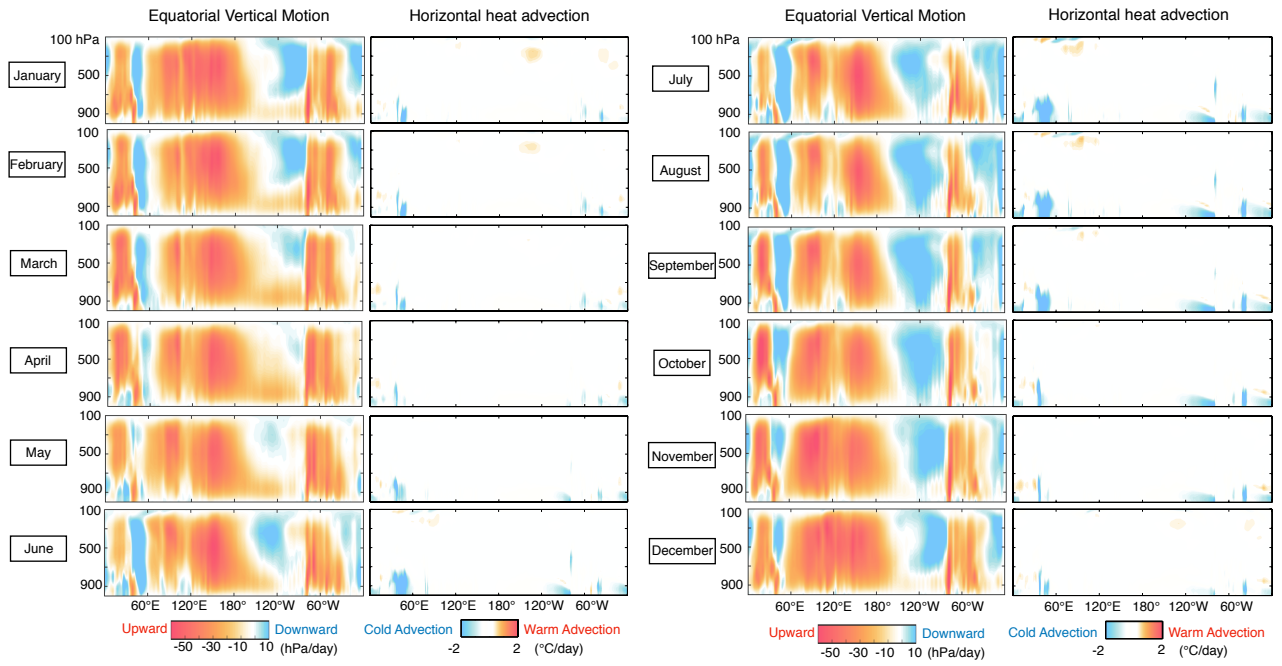 Equatorial Vertical Motion Horizontal heat advection Equatorial Vertical Motion Horizontal heat advection
100 hPa 100 hPa
January 500 July 500
900 900
100 100
February 500 August 500
900 900
100 100
March 500 September 500
900 900
100 100
April 500 October 500
900 900
100 100
May 500 November 500
900 900
100 100
June 500 December 500
900 900
60°E 120°E 180° 120°W 60°W 60°E 120°E 180° 120°W 60°W 60°E 120°E 180° 120°W 60°W 60°E 120°E 180° 120°W 60°W
Upward Downward Cold Advection Warm Advection Upward Downward Cold Advection Warm Advection
-50 -30 -10 10 (hPa/day) -2 2 (°C/day) -50 -30 -10 10 (hPa/day) -2 2 (°C/day)